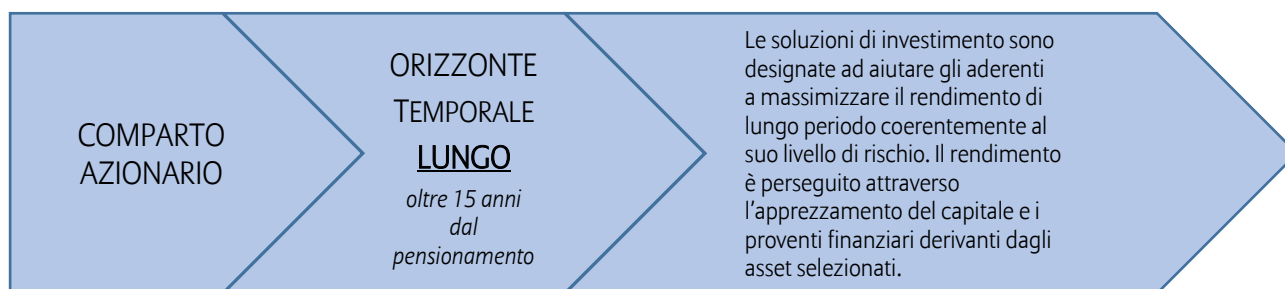 COMPARTO
AZIONARIO
ORIZZONTE
TEMPORALE
LUNGO
oltre 15 anni
dal
pensionamento
Le soluzioni di investimento sono
designate ad aiutare gli aderenti
a massimizzare il rendimento di
lungo periodo coerentemente al
suo livello di rischio. Il rendimento
è perseguito attraverso
l’apprezzamento del capitale e i
proventi finanziari derivanti dagli
asset selezionati.